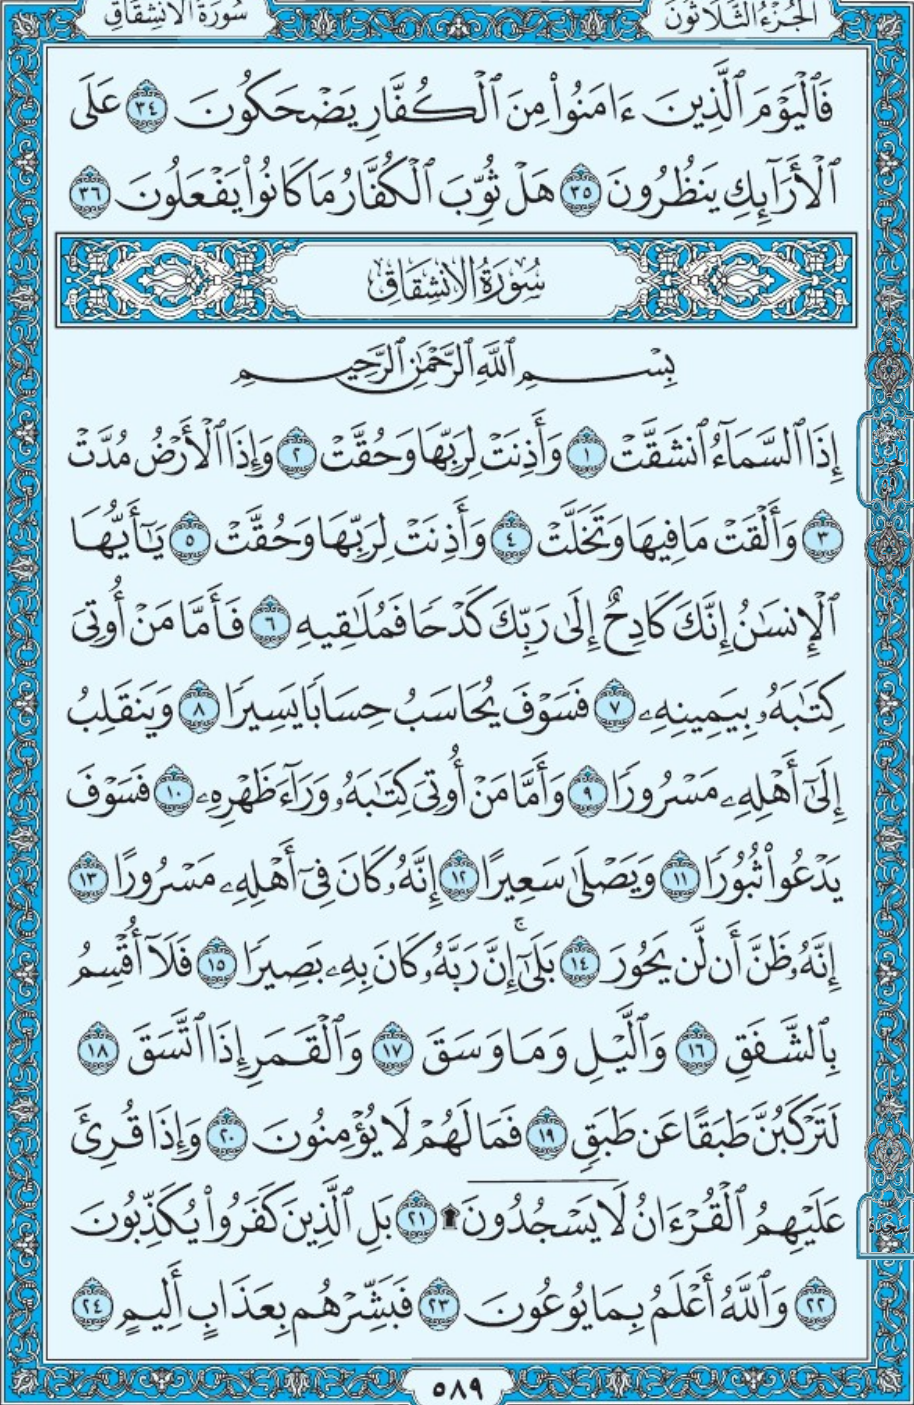 الجُزْءُ الثَّلَاثُونَ
سُورَةُ الِانشِقَاقِ
فَٱلْيَوْمَ ٱلَّذِينَ ءَامَنُوا۟ مِنَ ٱلْكُفَّارِ يَضْحَكُونَ ٣٤ عَلَى
ٱلْأَرَآئِكِ يَنظُرُونَ ٣٥ هَلْ ثُوِّبَ ٱلْكُفَّارُ مَا كَانُوا۟ يَفْعَلُونَ ٣٦
سُورَةُ الِانشِقَاقِ
بِسْمِ ٱللَّهِ ٱلرَّحْمَٰنِ ٱلرَّحِيمِ
إِذَا ٱلسَّمَآءُ ٱنشَقَّتْ ١ وَأَذِنَتْ لِرَبِّهَا وَحُقَّتْ ٢ وَإِذَا ٱلْأَرْضُ مُدَّتْ
٣ وَأَلْقَتْ مَا فِيهَا وَتَخَلَّتْ ٤ وَأَذِنَتْ لِرَبِّهَا وَحُقَّتْ ٥ يَٰٓأَيُّهَا
ٱلْإِنسَٰنُ إِنَّكَ كَادِحٌ إِلَىٰ رَبِّكَ كَدْحًا فَمُلَٰقِيهِ ٦ فَأَمَّا مَنْ أُوتِىَ
كِتَٰبَهُۥ بِيَمِينِهِۦ ٧ فَسَوْفَ يُحَاسَبُ حِسَابًا يَسِيرًا ٨ وَيَنقَلِبُ
إِلَىٰٓ أَهْلِهِۦ مَسْرُورًا ٩ وَأَمَّا مَنْ أُوتِىَ كِتَٰبَهُۥ وَرَآءَ ظَهْرِهِۦ ١٠ فَسَوْفَ
يَدْعُوا۟ ثُبُورًا ١١ وَيَصْلَىٰ سَعِيرًا ١٢ إِنَّهُۥ كَانَ فِىٓ أَهْلِهِۦ مَسْرُورًا ١٣
إِنَّهُۥ ظَنَّ أَن لَّن يَحُورَ ١٤ بَلَىٰٓۚ إِنَّ رَبَّهُۥ كَانَ بِهِۦ بَصِيرًا ١٥ فَلَآ أُقْسِمُ
بِٱلشَّفَقِ ١٦ وَٱلَّيْلِ وَمَا وَسَقَ ١٧ وَٱلْقَمَرِ إِذَا ٱتَّسَقَ ١٨
لَتَرْكَبُنَّ طَبَقًا عَن طَبَقٍ ١٩ فَمَا لَهُمْ لَا يُؤْمِنُونَ ٢٠ وَإِذَا قُرِئَ
عَلَيْهِمُ ٱلْقُرْءَانُ لَا يَسْجُدُونَ ۩ ٢١ بَلِ ٱلَّذِينَ كَفَرُوا۟ يُكَذِّبُونَ
سَجْدَة
٢٢ وَٱللَّهُ أَعْلَمُ بِمَا يُوعُونَ ٢٣ فَبَشِّرْهُم بِعَذَابٍ أَلِيمٍ ٢٤
٥٨٩